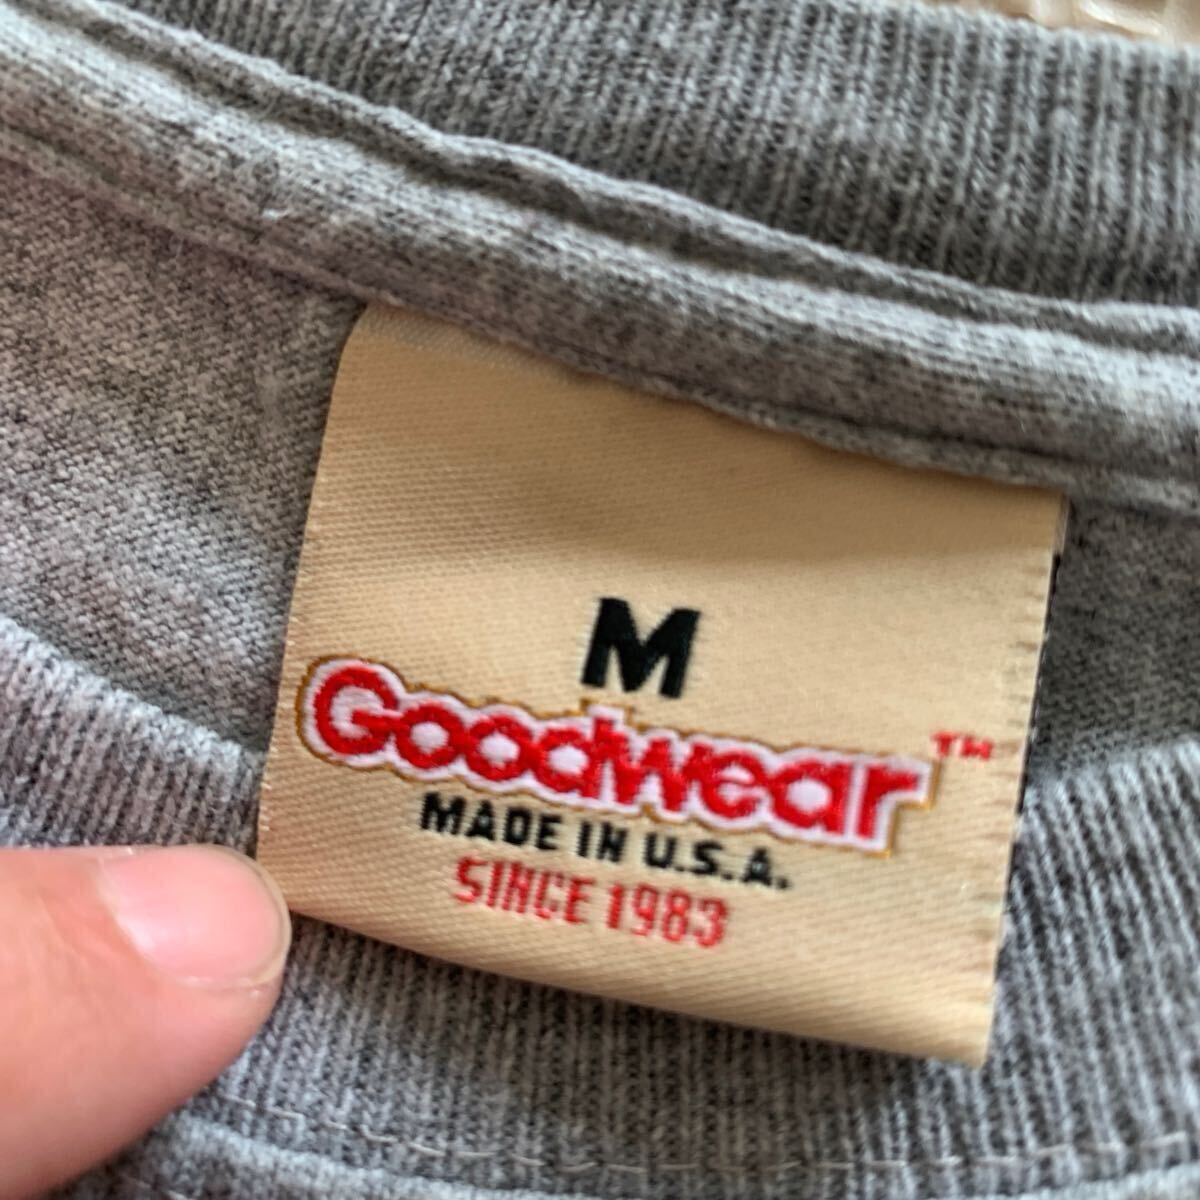 M
Goodwear™
MADE IN U.S.A.
SINCE 1983